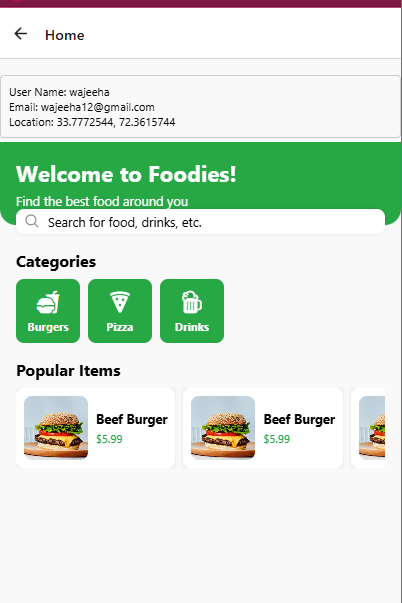 Home
User Name: wajeeha
Email: wajeeha12@gmail.com
Location: 33.7772544, 72.3615744
Welcome to Foodies!
Find the best food around you
Search for food, drinks, etc.
Categories
Burgers
Pizza
Drinks
Popular Items
Beef Burger
$5.99
Beef Burger
$5.99